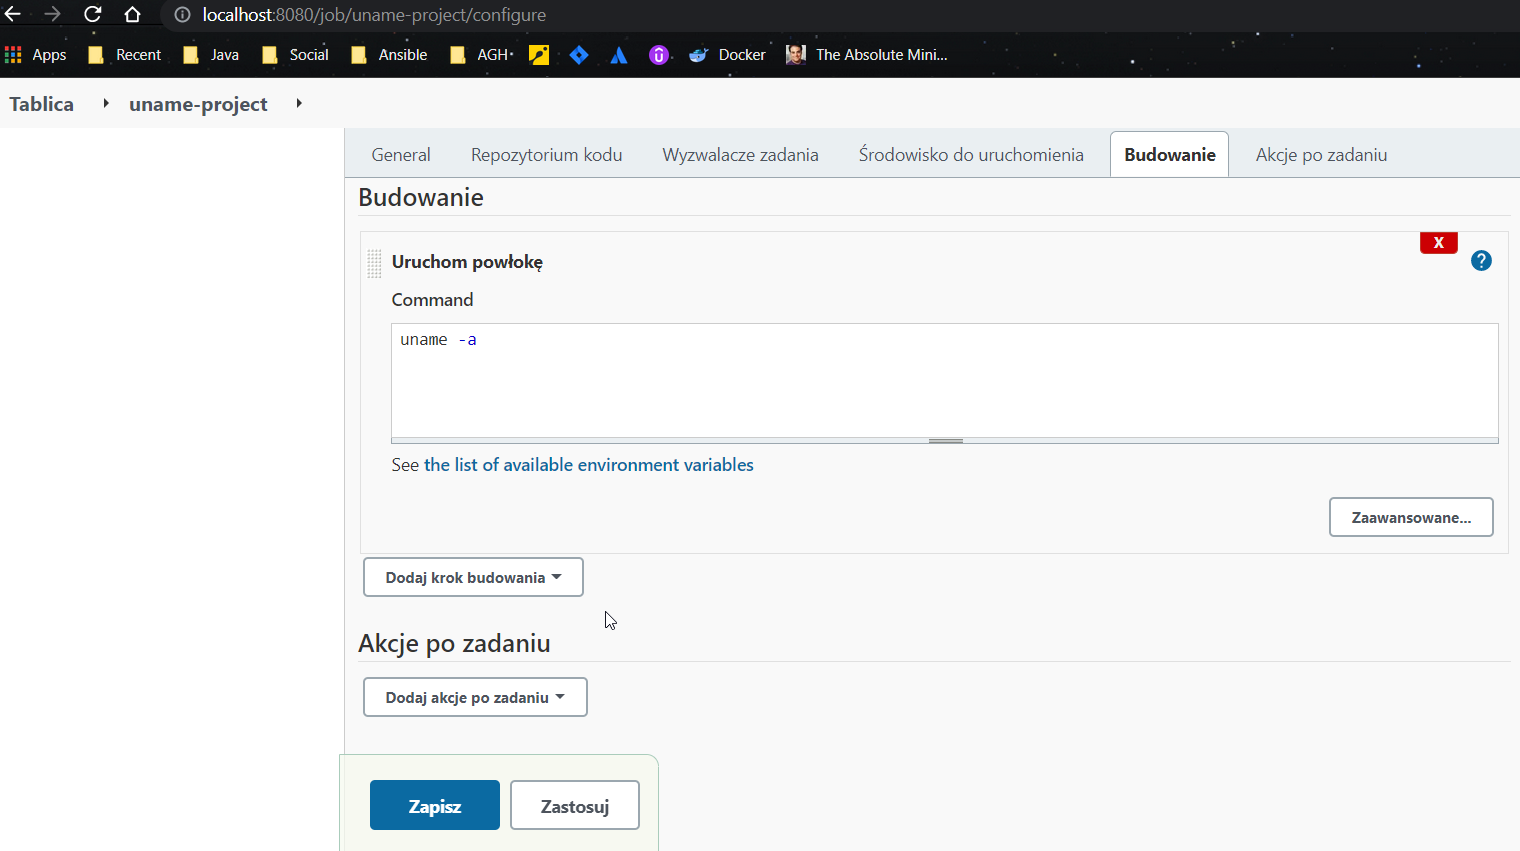 localhost:8080/job/uname-project/configure
Apps Recent Java Social Ansible AGH Docker The Absolute Mini...
Tablica uname-project
General Repozytorium kodu Wyzwalacze zadania Środowisko do uruchomienia Budowanie Akcje po zadaniu
Budowanie
X
Uruchom powłokę
?
Command
uname -a
See the list of available environment variables
Zaawansowane...
Dodaj krok budowania
Akcje po zadaniu
Dodaj akcje po zadaniu
Zapisz Zastosuj